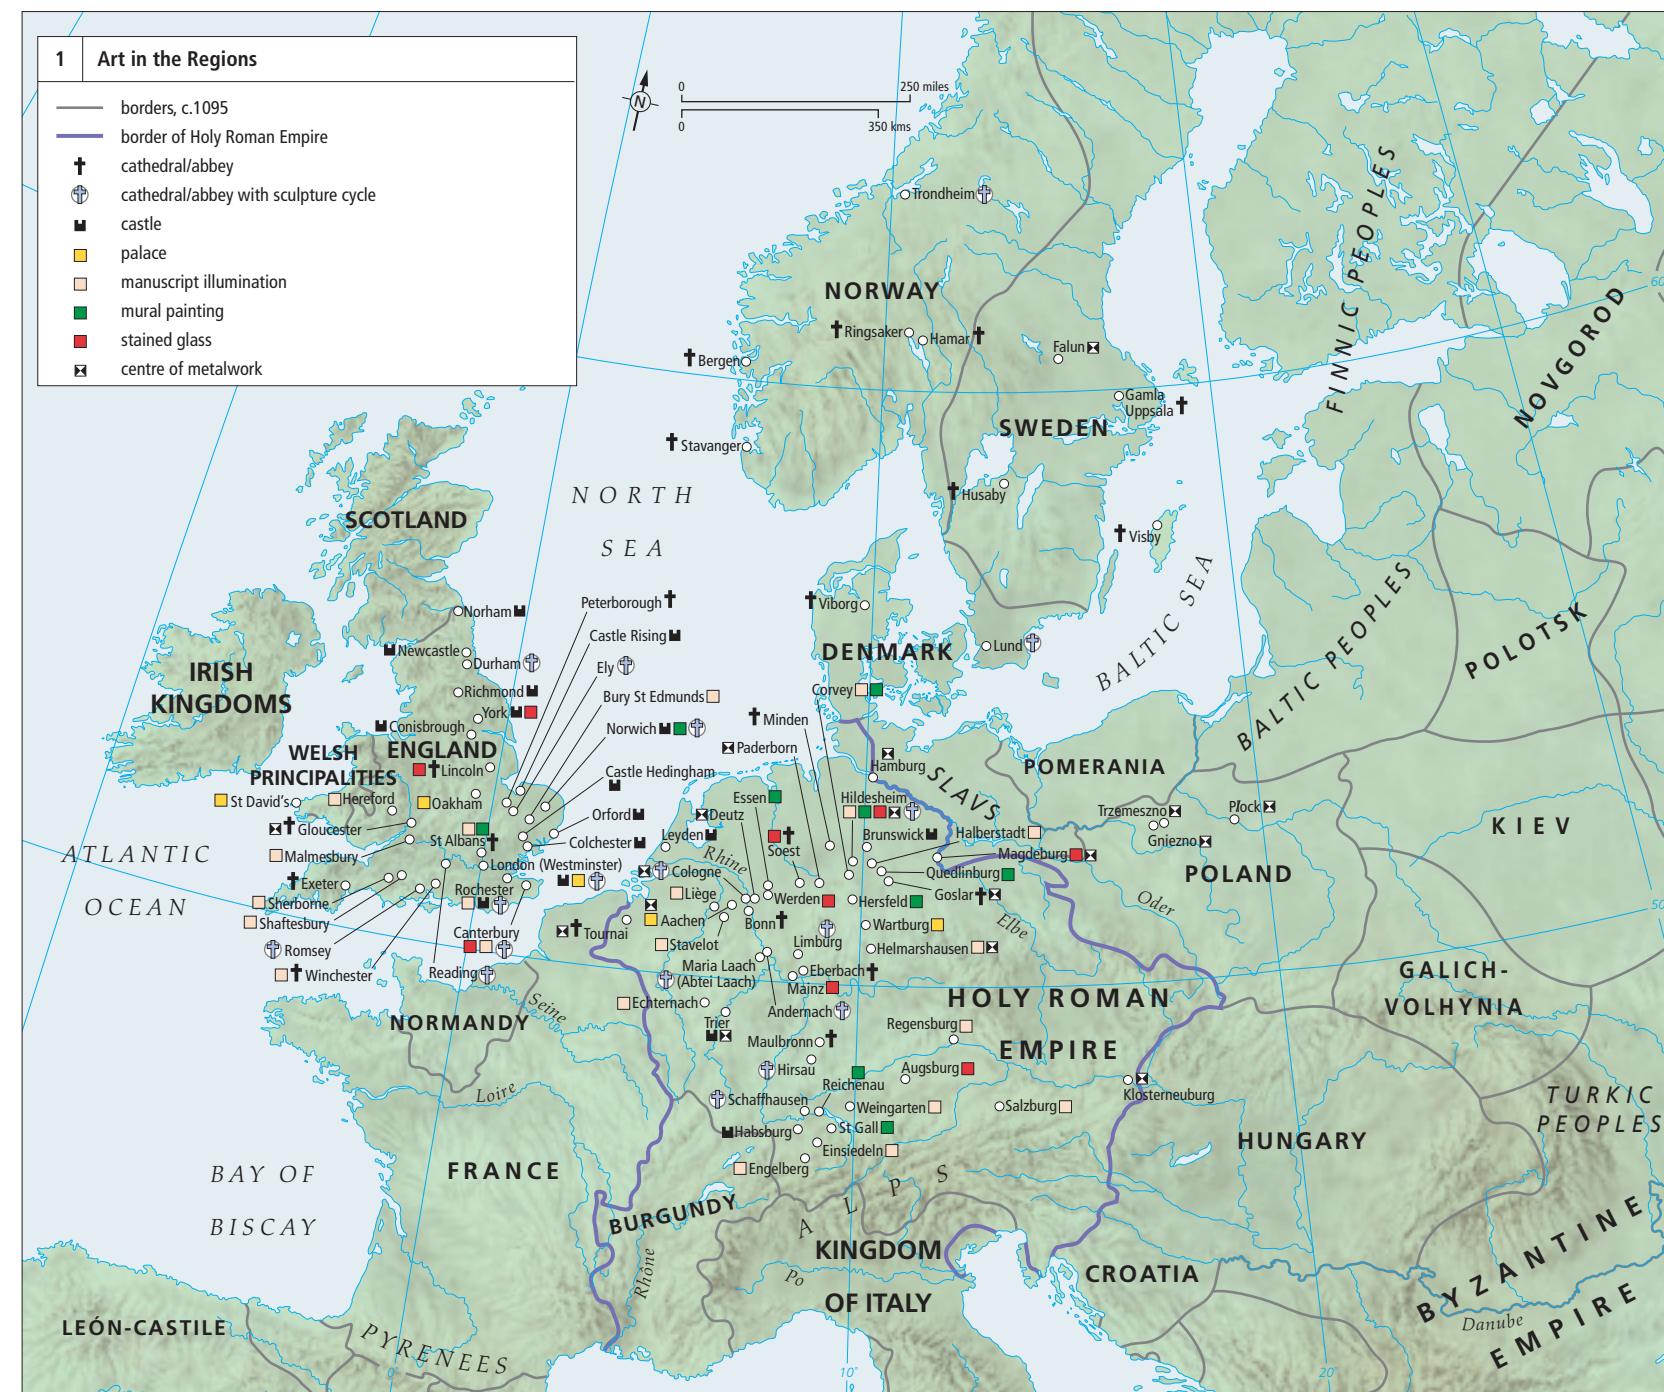 1 Art in the Regions
borders, c.1095
border of Holy Roman Empire
cathedral/abbey
cathedral/abbey with sculpture cycle
castle
palace
manuscript illumination
mural painting
stained glass
centre of metalwork
N
0 250 miles
0 350 kms
Trondheim
NORWAY
Ringsaker
Hamar
Bergen
Falun
Gamla
Uppsala
SWEDEN
Stavanger
Husaby
Visby
FINNIC PEOPLES
NOVGOROD
60
NORTH
SEA
SCOTLAND
BALTIC SEA
BALTIC PEOPLES
POLOTSK
Viborg
DENMARK
Lund
Corvey
Norham
Newcastle
Durham
Richmond
York
Conisbrough
IRISH
KINGDOMS
WELSH
PRINCIPALITIES
ENGLAND
Lincoln
St David's
Hereford
Oakham
Gloucester
St Albans
Malmesbury
London (Westminster)
Exeter
Rochester
Sherborne
Shaftesbury
Canterbury
Romsey
Winchester
Reading
Peterborough
Castle Rising
Ely
Bury St Edmunds
Norwich
Castle Hedingham
Orford
Colchester
ATLANTIC
OCEAN
Minden
Paderborn
Essen
Deutz
Leyden
Rhine
Soest
Cologne
Liège
Werden
Aachen
Bonn
Tournai
Stavelot
Limburg
Maria Laach
(Abtei Laach)
Eberbach
Mainz
Echternach
Andernach
Trier
Maulbronn
Hirsau
Reichenau
Schaffhausen
Weingarten
Habsburg
St Gall
Einsiedeln
Engelberg
Hamburg
SLAVS
Hildesheim
Brunswick
Halberstadt
Magdeburg
Quedlinburg
Goslar
Hersfeld
Wartburg
Elbe
Helmarshausen
HOLY ROMAN
EMPIRE
Regensburg
Augsburg
Salzburg
Klosterneuburg
POMERANIA
Trzemeszno
Płock
Gniezno
POLAND
Oder
KIEV
50
GALICH-
VOLHYNIA
TURKIC
PEOPLES
HUNGARY
NORMANDY
Seine
Loire
BAY OF
BISCAY
FRANCE
BURGUNDY
Rhône
ALPS
KINGDOM
OF ITALY
Po
CROATIA
BYZANTINE
EMPIRE
Danube
LEÓN-CASTILE
PYRENEES
0°
10°
20°